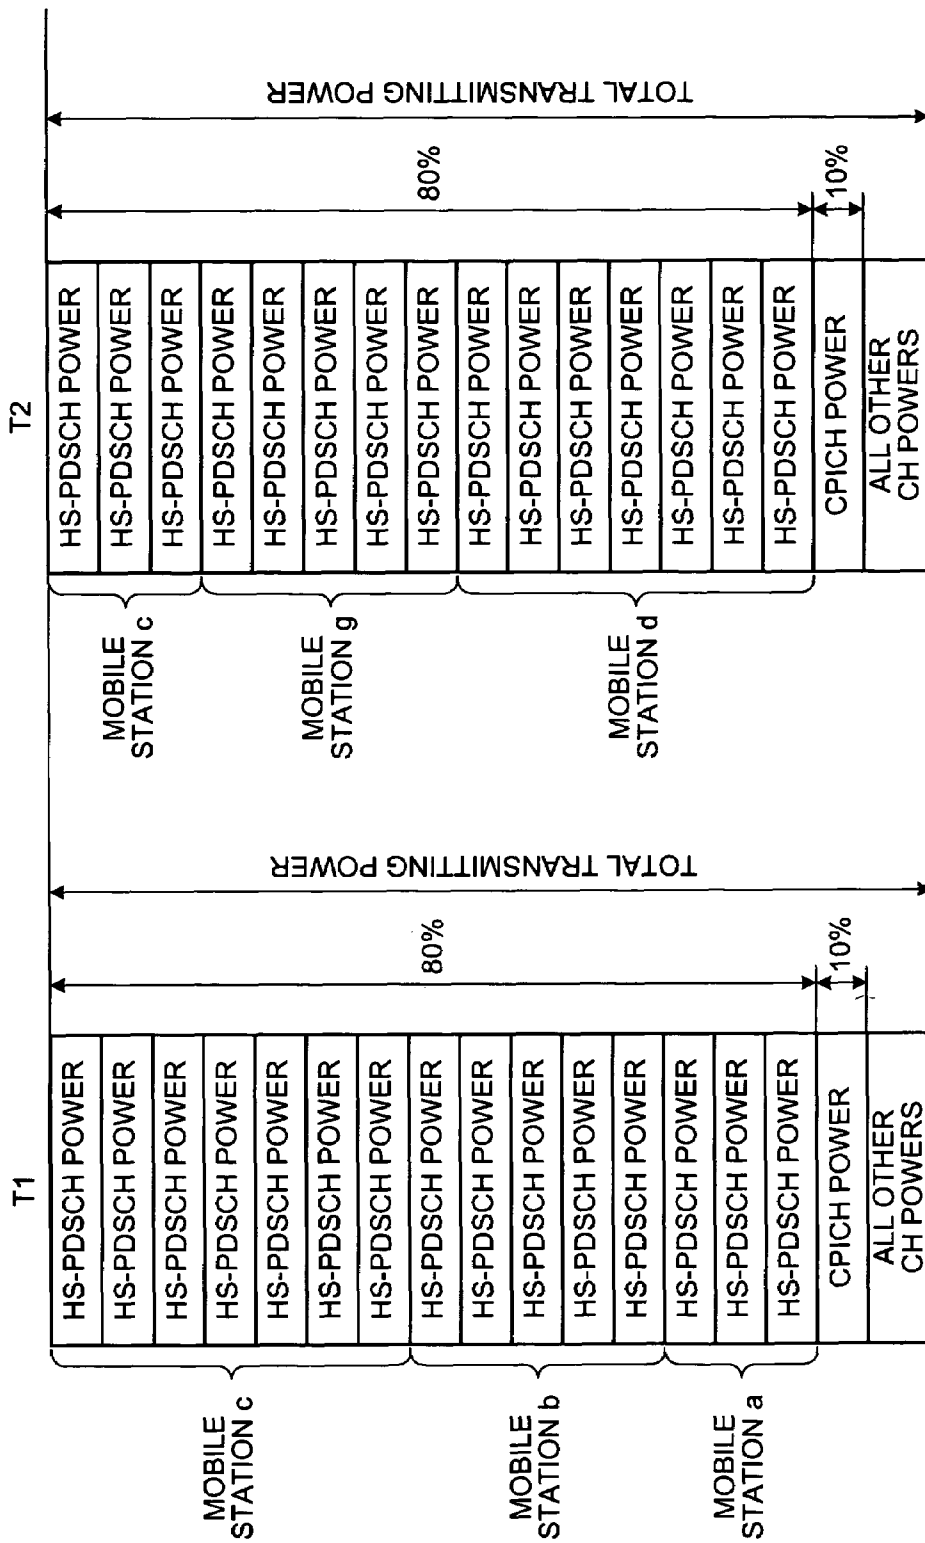 T1
MOBILE
STATION c
HS-PDSCH POWER
HS-PDSCH POWER
HS-PDSCH POWER
HS-PDSCH POWER
HS-PDSCH POWER
HS-PDSCH POWER
HS-PDSCH POWER
MOBILE
STATION b
HS-PDSCH POWER
HS-PDSCH POWER
HS-PDSCH POWER
HS-PDSCH POWER
HS-PDSCH POWER
MOBILE
STATION a
HS-PDSCH POWER
HS-PDSCH POWER
HS-PDSCH POWER
CPICH POWER
ALL OTHER
CH POWERS
80%
10%
TOTAL TRANSMITTING POWER
T2
MOBILE
STATION c
HS-PDSCH POWER
HS-PDSCH POWER
HS-PDSCH POWER
MOBILE
STATION g
HS-PDSCH POWER
HS-PDSCH POWER
HS-PDSCH POWER
HS-PDSCH POWER
HS-PDSCH POWER
MOBILE
STATION d
HS-PDSCH POWER
HS-PDSCH POWER
HS-PDSCH POWER
HS-PDSCH POWER
HS-PDSCH POWER
HS-PDSCH POWER
HS-PDSCH POWER
CPICH POWER
ALL OTHER
CH POWERS
80%
10%
TOTAL TRANSMITTING POWER